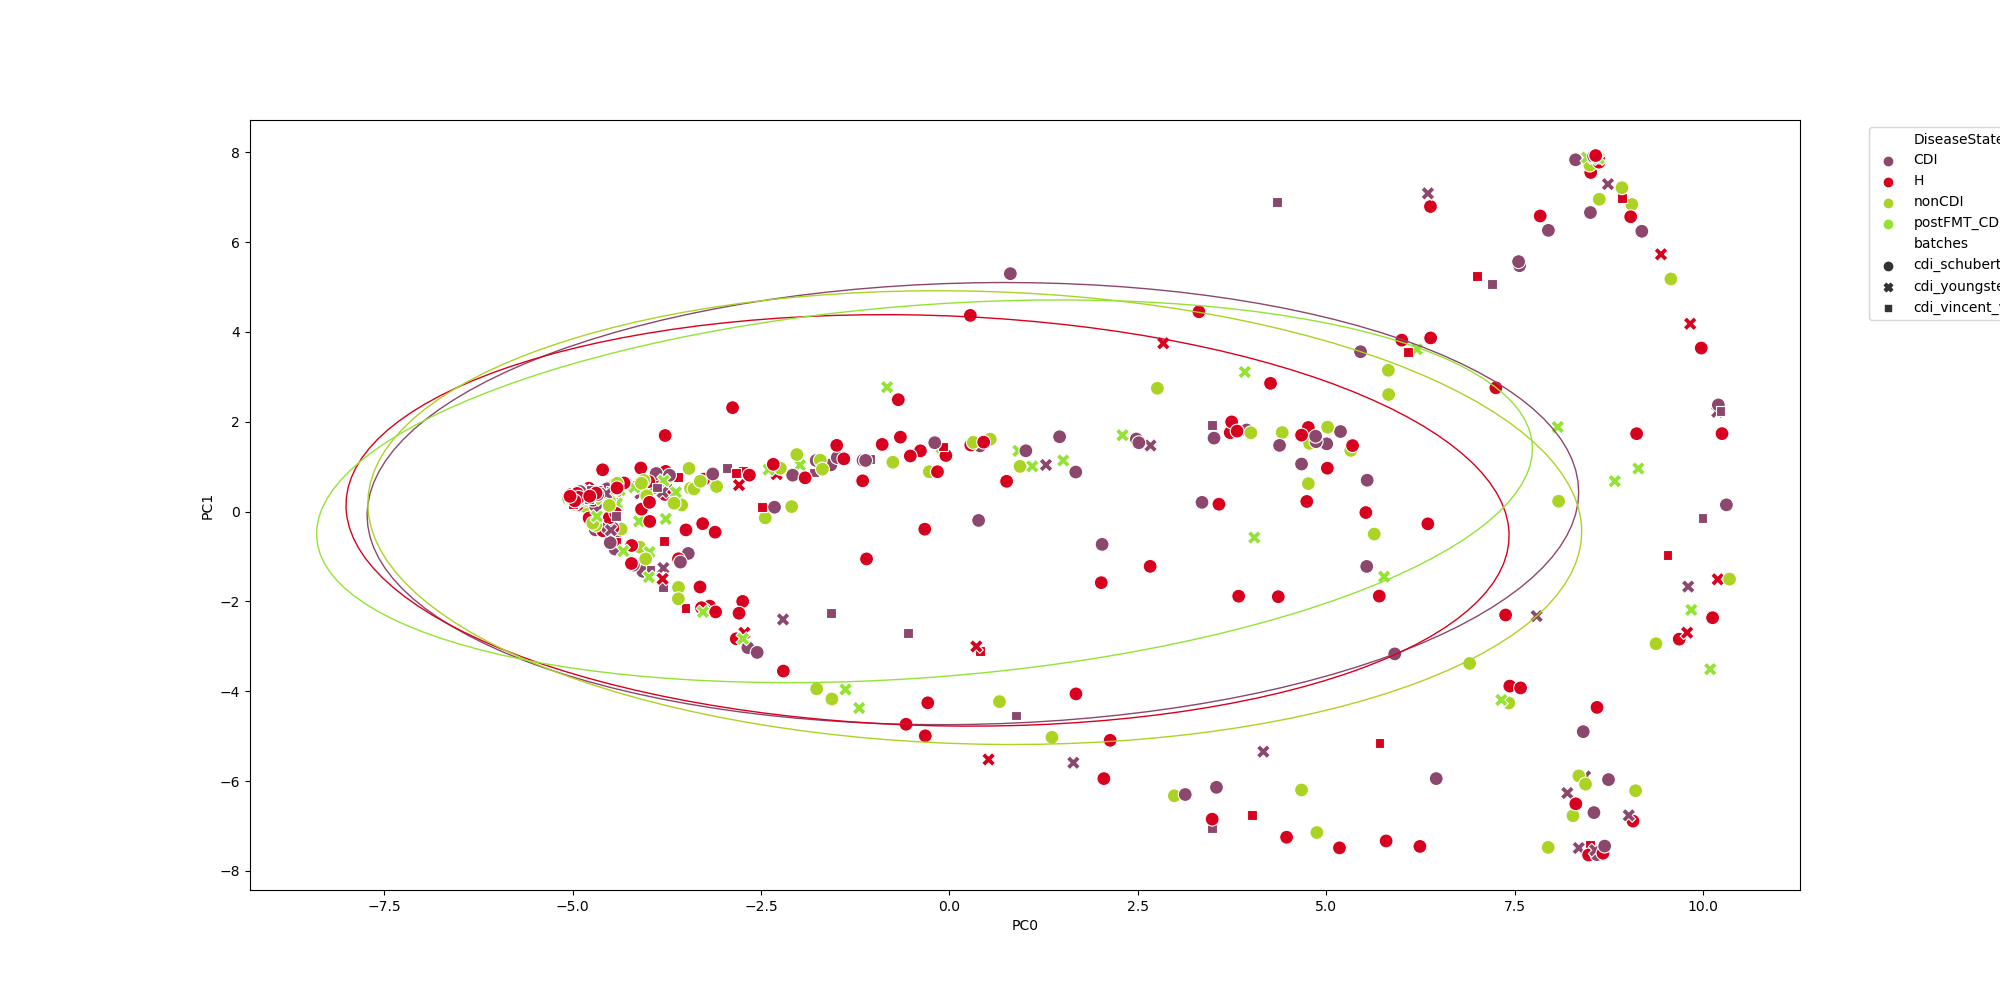 8
6
4
2
0
−2
−4
−6
−8
PC1
−7.5 −5.0 −2.5 0.0 2.5 5.0 7.5 10.0
PC0
DiseaseState
CDI
H
nonCDI
postFMT_CD
batches
cdi_schubert
cdi_youngste
cdi_vincent_